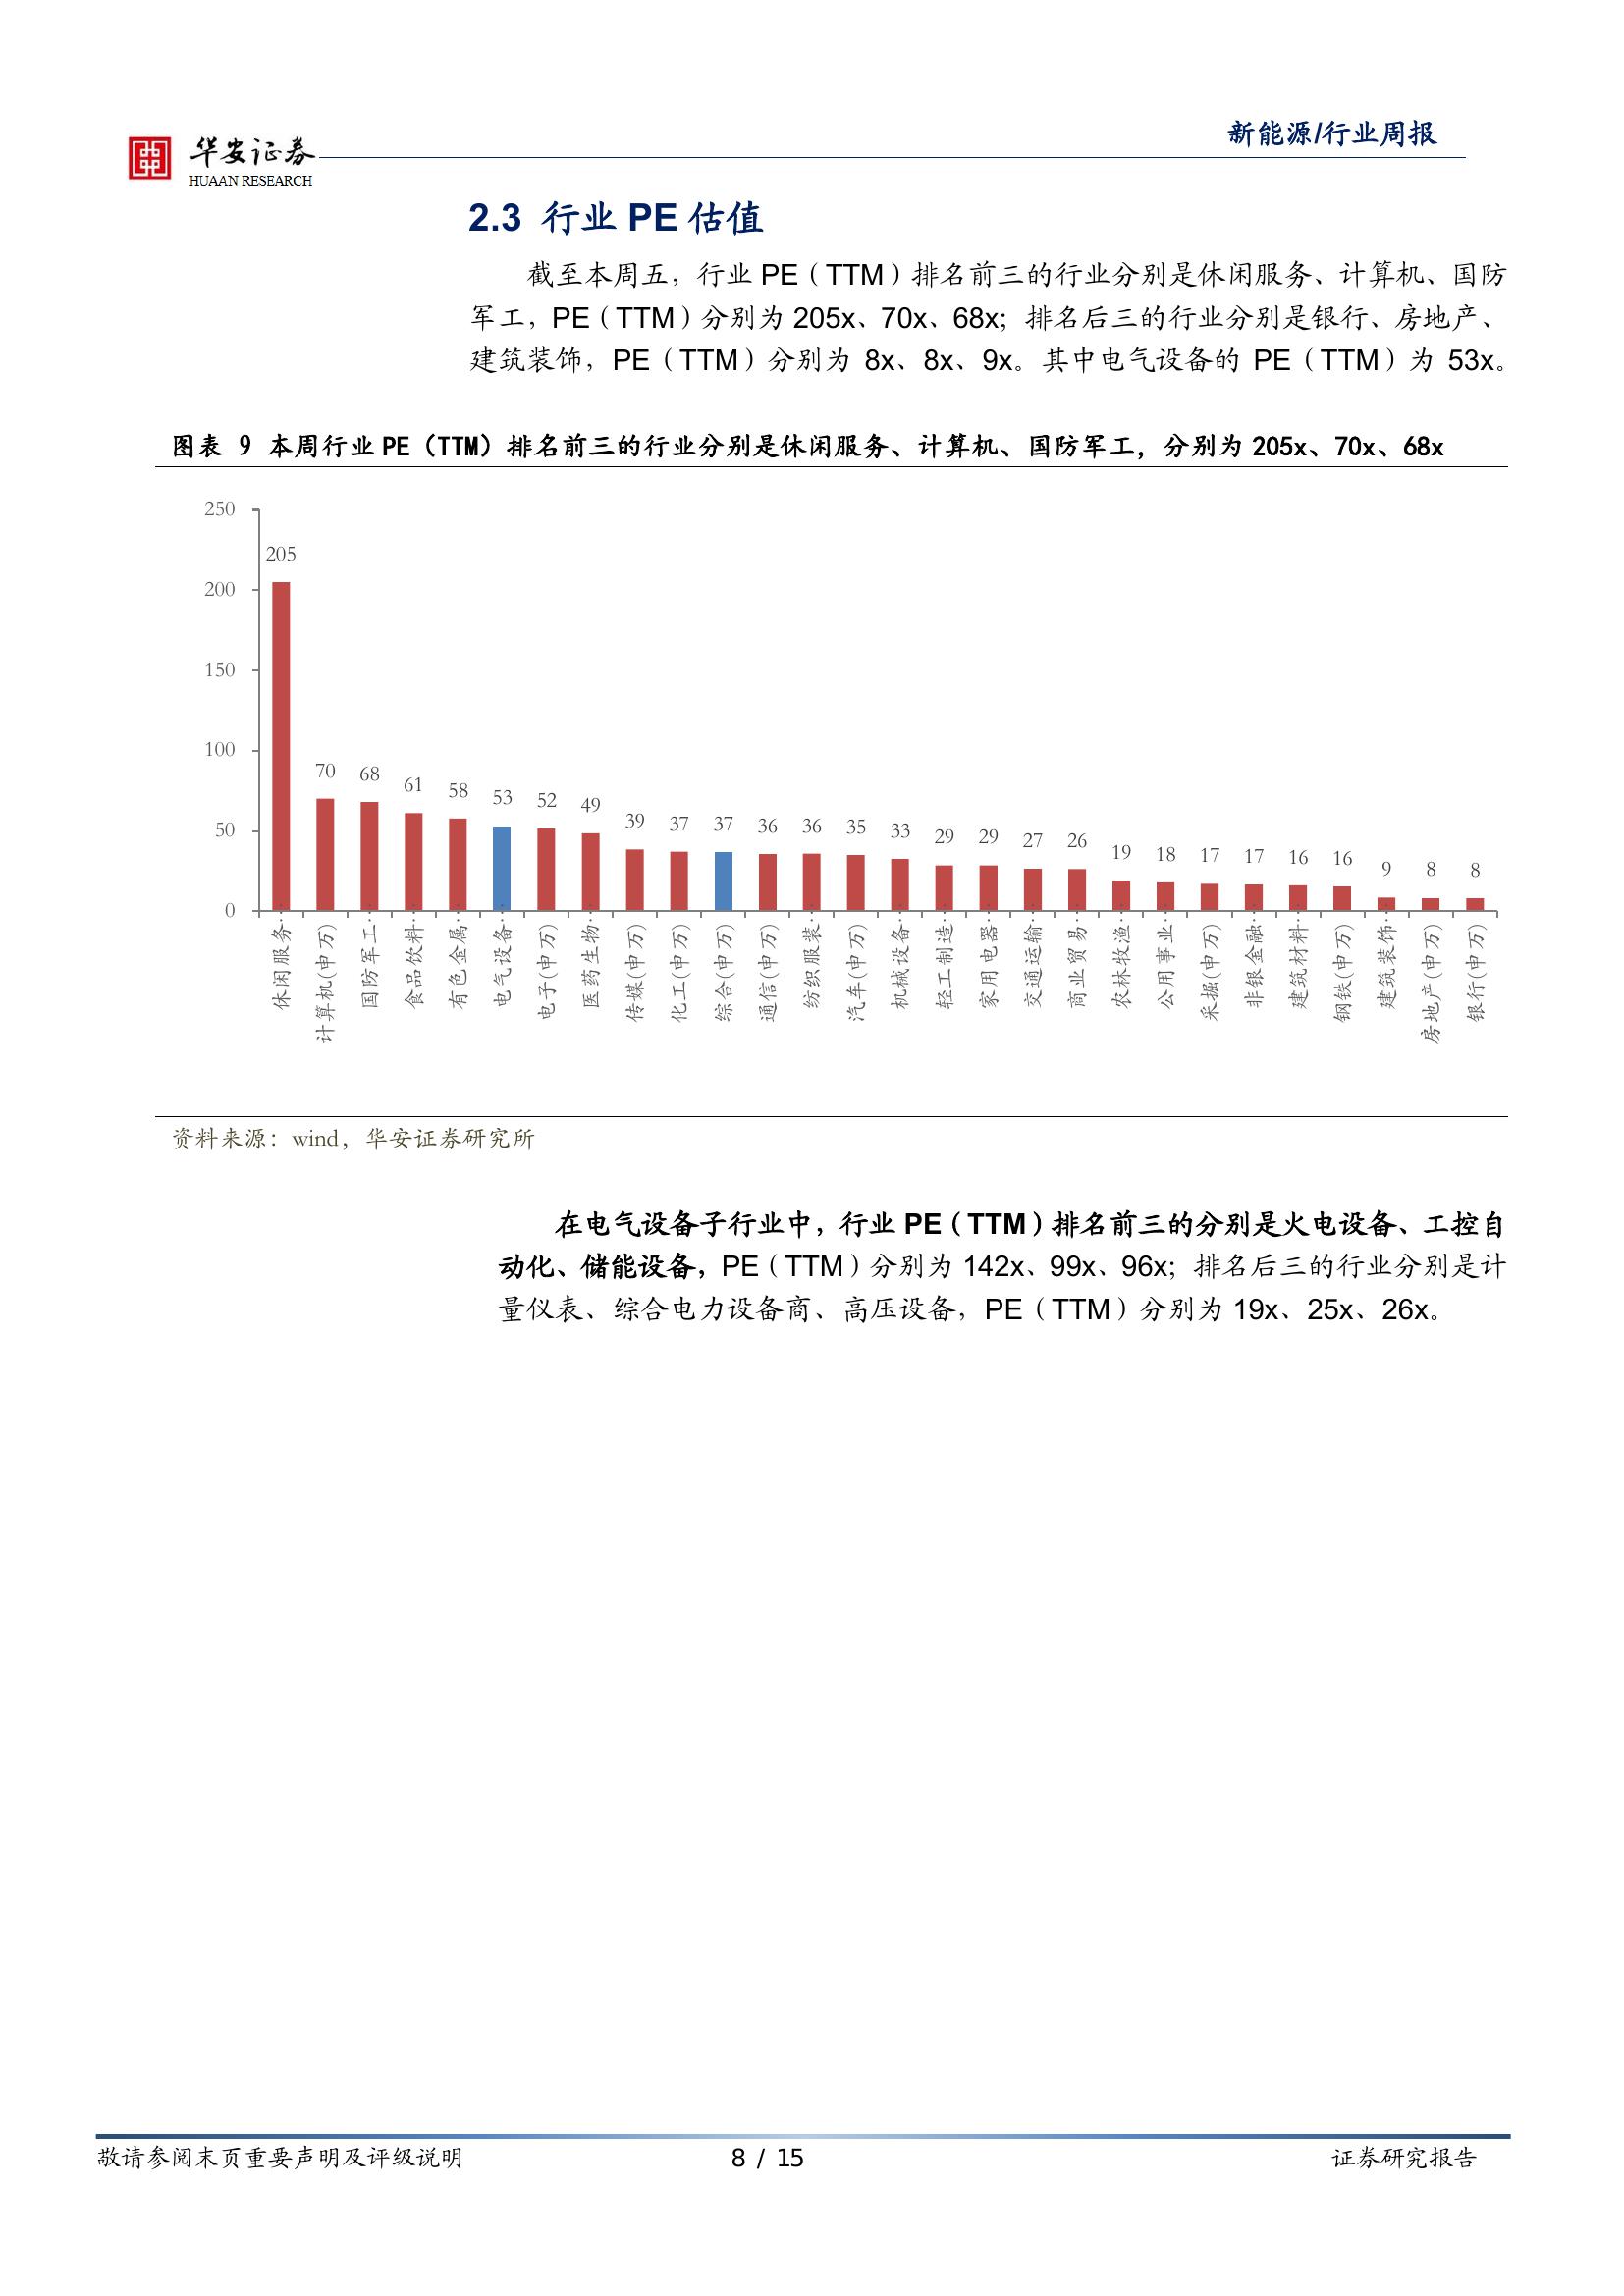 华安证券
HUAAN RESEARCH
新能源/行业周报
2.3 行业 PE 估值
截至本周五，行业 PE（TTM）排名前三的行业分别是休闲服务、计算机、国防
军工，PE（TTM）分别为 205x、70x、68x；排名后三的行业分别是银行、房地产、
建筑装饰，PE（TTM）分别为 8x、8x、9x。其中电气设备的 PE（TTM）为 53x。
图表 9 本周行业 PE（TTM）排名前三的行业分别是休闲服务、计算机、国防军工，分别为 205x、70x、68x
250
200
150
100
50
0
205
70
68
61
58
53
52
49
39
37
37
36
36
35
33
29
29
27
26
19
18
17
17
16
16
9
8
8
休闲服务…
计算机(申万)
国防军工…
食品饮料…
有色金属…
电气设备…
电子(申万)
医药生物…
传媒(申万)
化工(申万)
综合(申万)
通信(申万)
纺织服装…
汽车(申万)
机械设备…
轻工制造…
家用电器…
交通运输…
商业贸易…
农林牧渔…
公用事业…
采掘(申万)
非银金融…
建筑材料…
钢铁(申万)
建筑装饰…
房地产(申万)
银行(申万)
资料来源：wind，华安证券研究所
在电气设备子行业中，行业 PE（TTM）排名前三的分别是火电设备、工控自
动化、储能设备，PE（TTM）分别为 142x、99x、96x；排名后三的行业分别是计
量仪表、综合电力设备商、高压设备，PE（TTM）分别为 19x、25x、26x。
敬请参阅末页重要声明及评级说明
8 / 15
证券研究报告